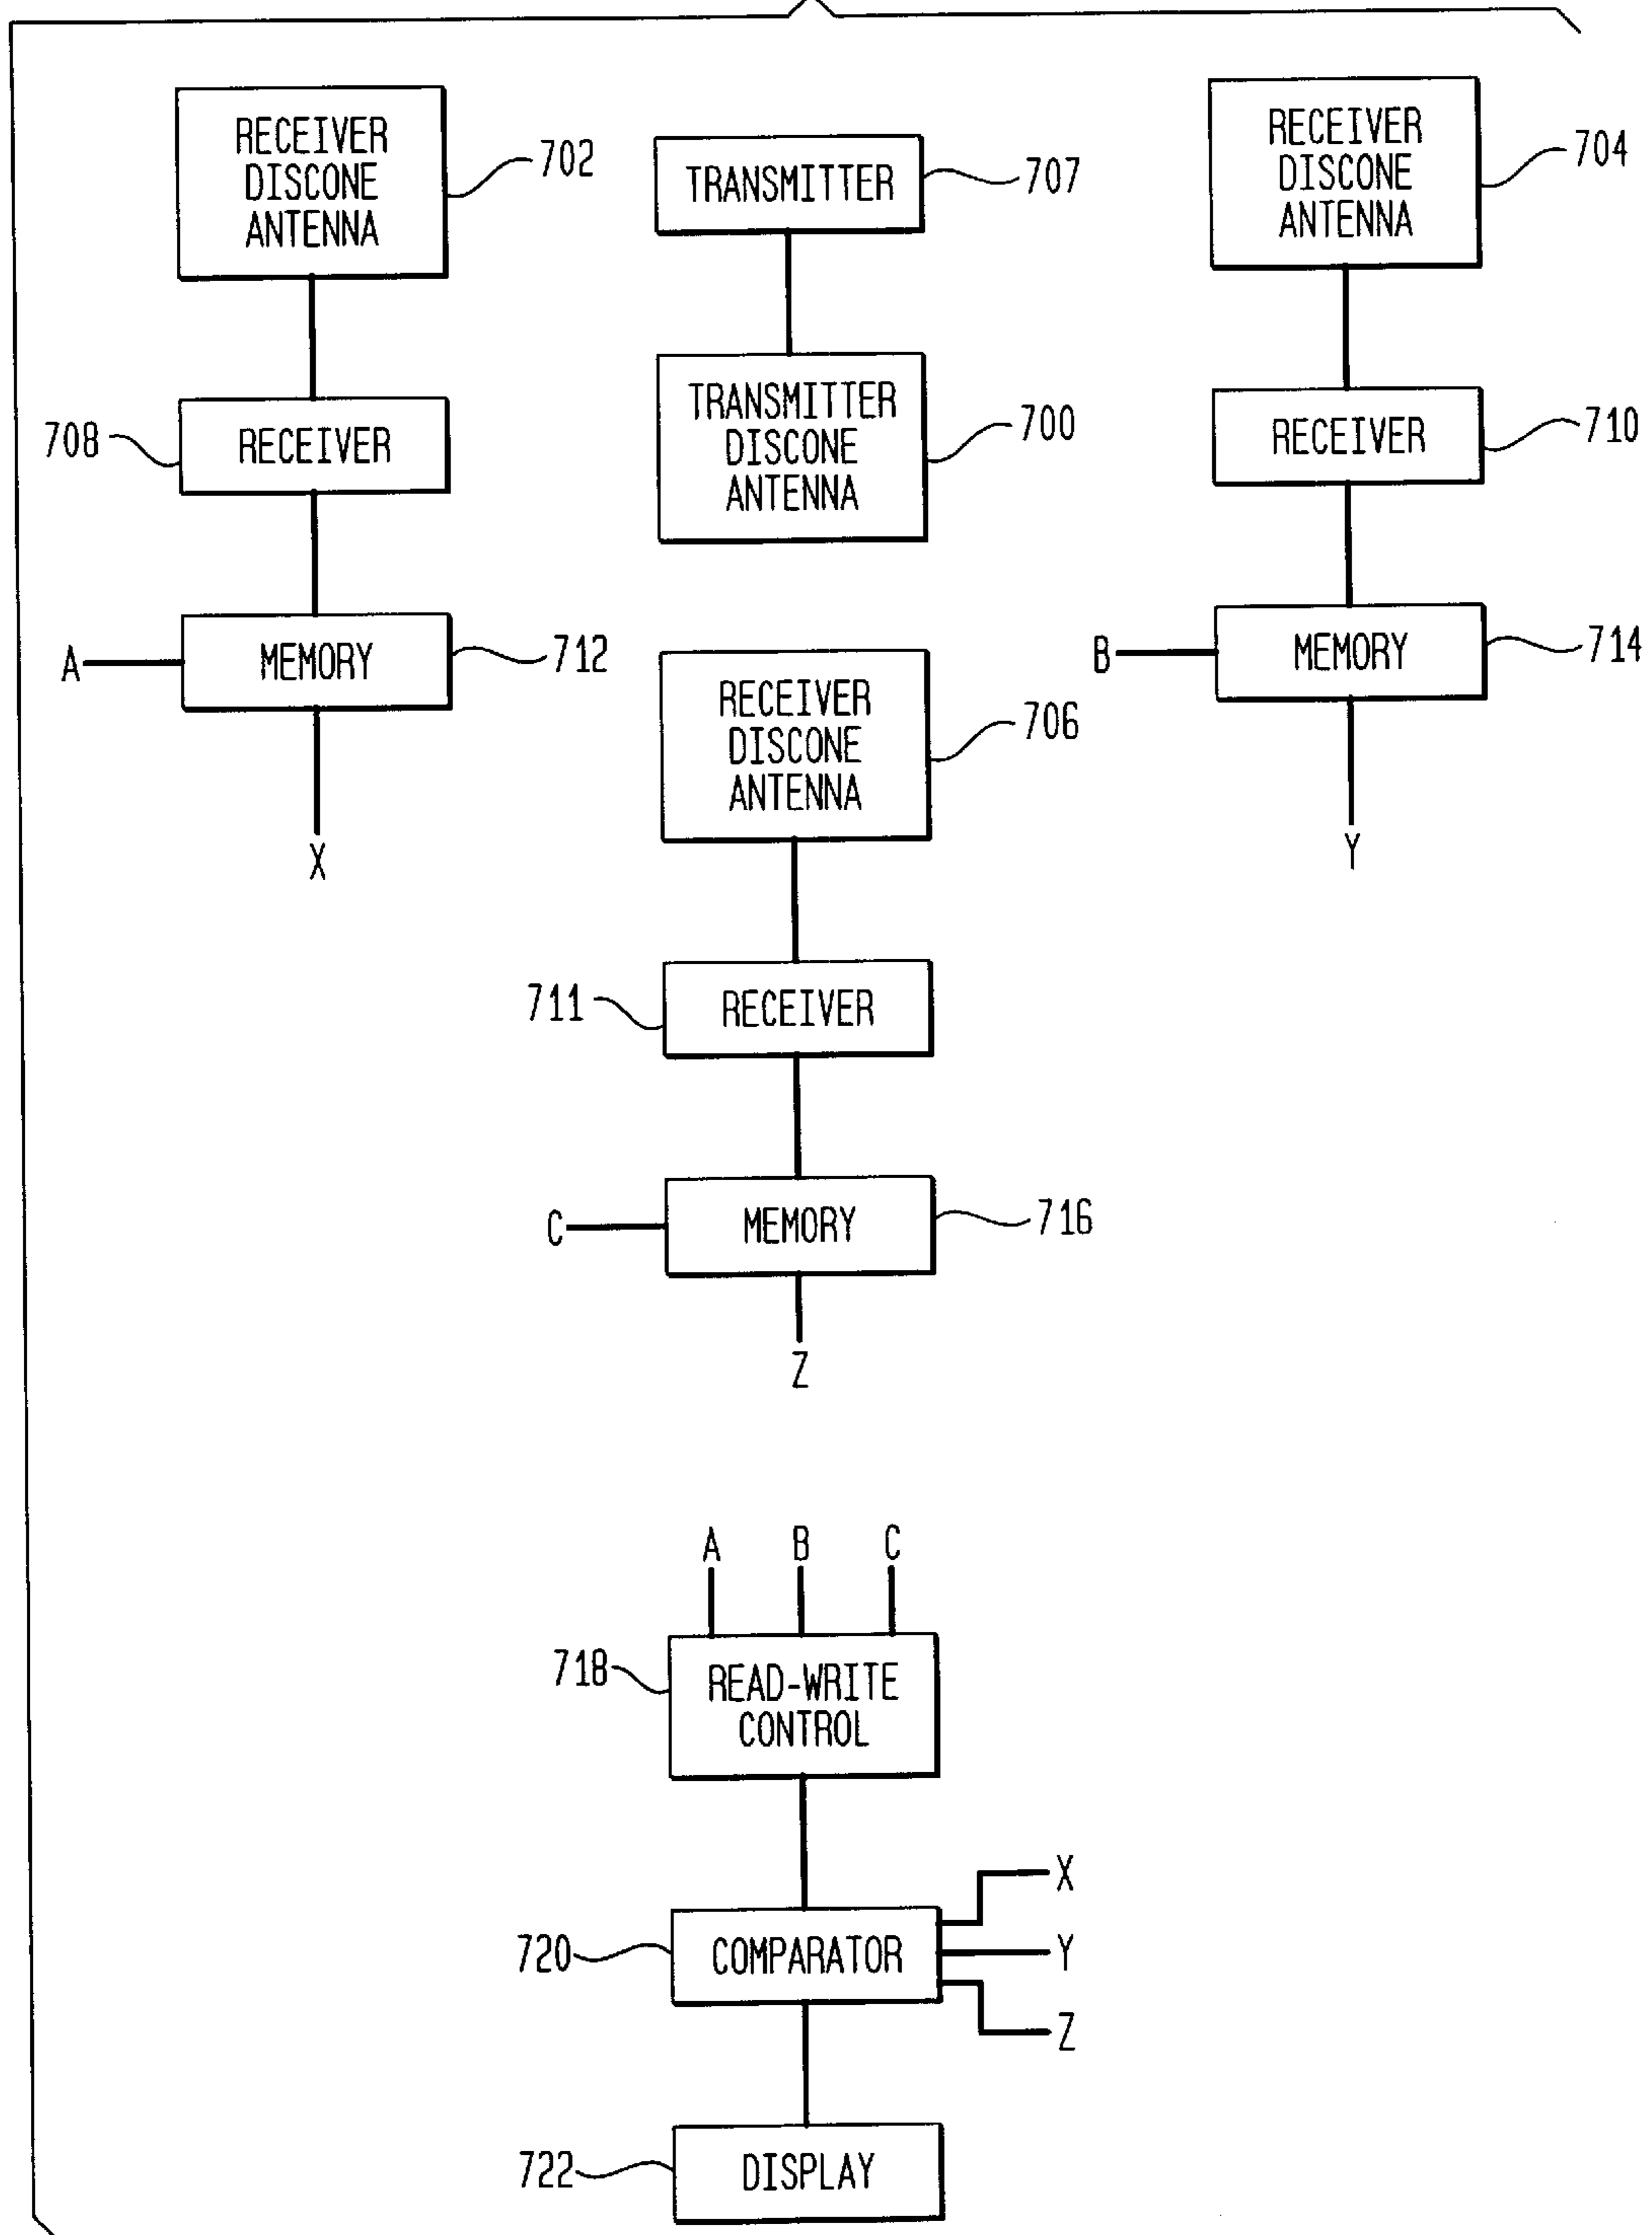 RECEIVER
DISCONE
ANTENNA
702
TRANSMITTER
707
RECEIVER
DISCONE
ANTENNA
704
708
RECEIVER
TRANSMITTER
DISCONE
ANTENNA
700
RECEIVER
710
A
MEMORY
712
X
B
MEMORY
714
Y
RECEIVER
DISCONE
ANTENNA
706
711
RECEIVER
C
MEMORY
716
Z
A B C
718
READ-WRITE
CONTROL
720
COMPARATOR
X
Y
Z
722
DISPLAY